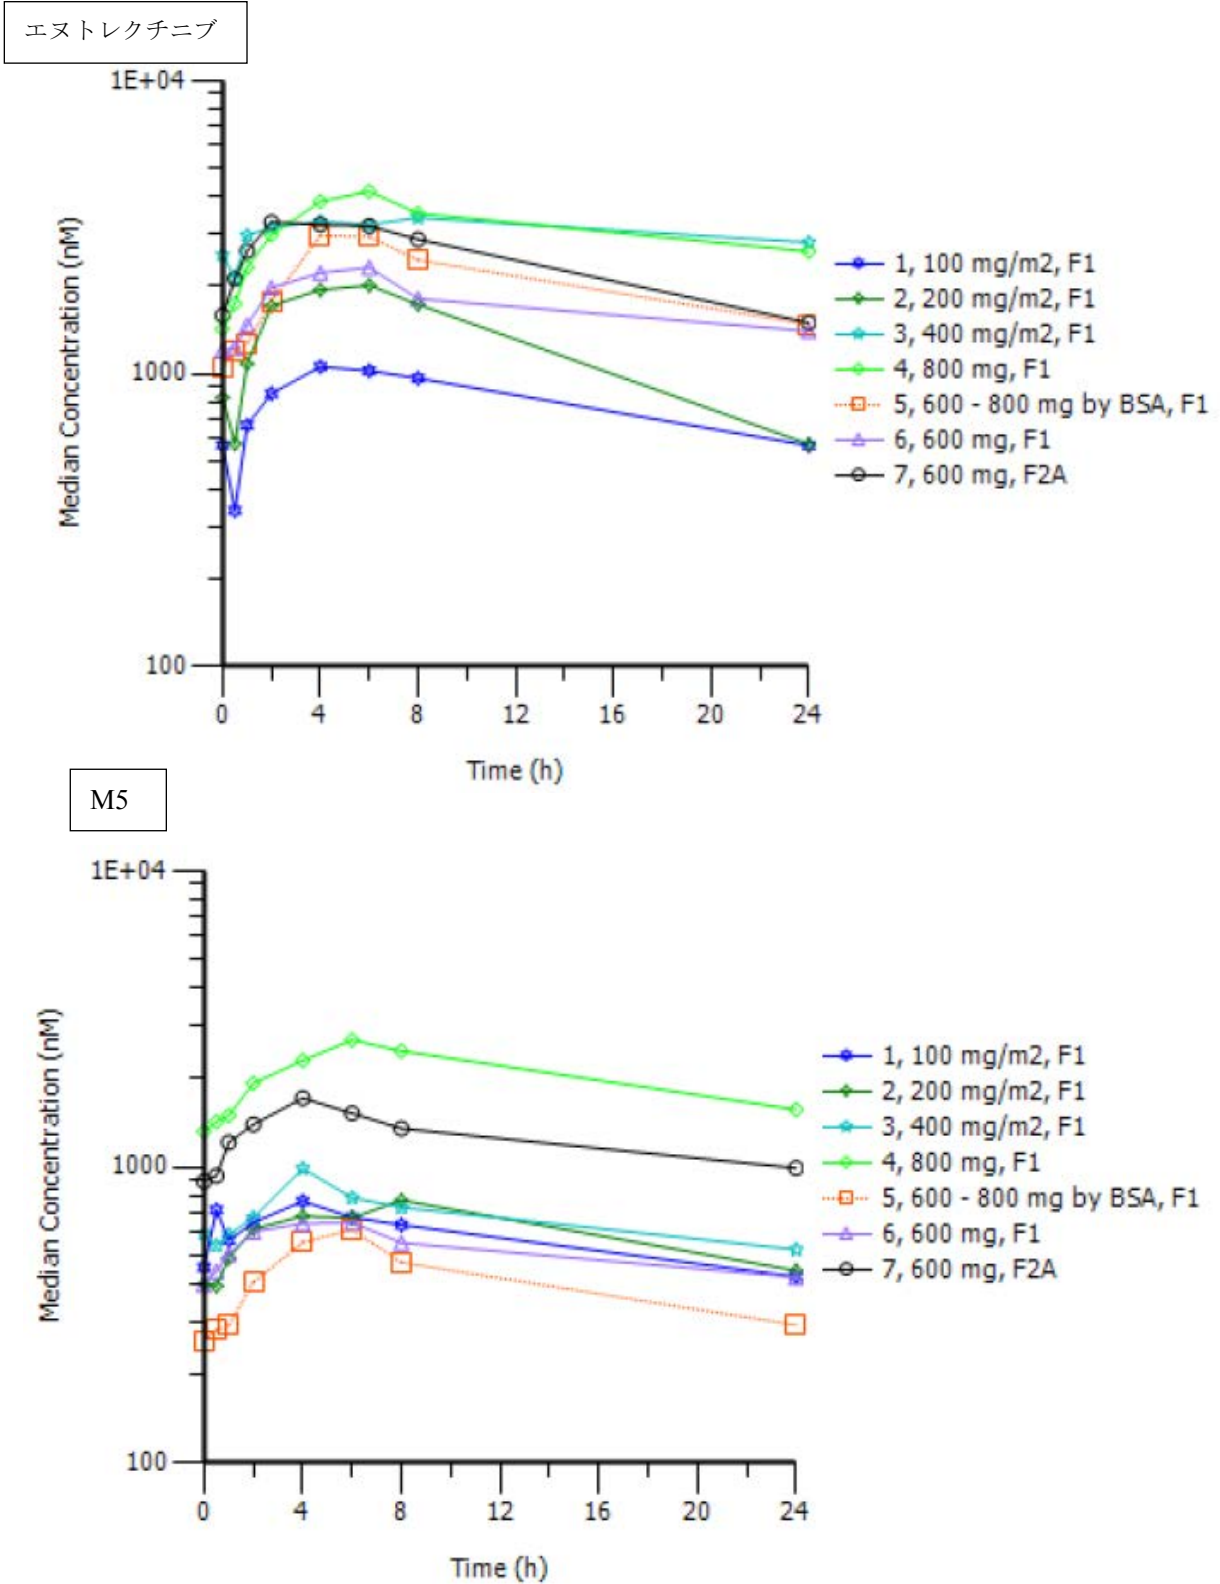 エヌトレクチニブ
1E+04
1000
100
Median Concentration (nM)
0 4 8 12 16 20 24
Time (h)
1, 100 mg/m2, F1
2, 200 mg/m2, F1
3, 400 mg/m2, F1
4, 800 mg, F1
5, 600 - 800 mg by BSA, F1
6, 600 mg, F1
7, 600 mg, F2A
M5
1E+04
1000
100
Median Concentration (nM)
0 4 8 12 16 20 24
Time (h)
1, 100 mg/m2, F1
2, 200 mg/m2, F1
3, 400 mg/m2, F1
4, 800 mg, F1
5, 600 - 800 mg by BSA, F1
6, 600 mg, F1
7, 600 mg, F2A